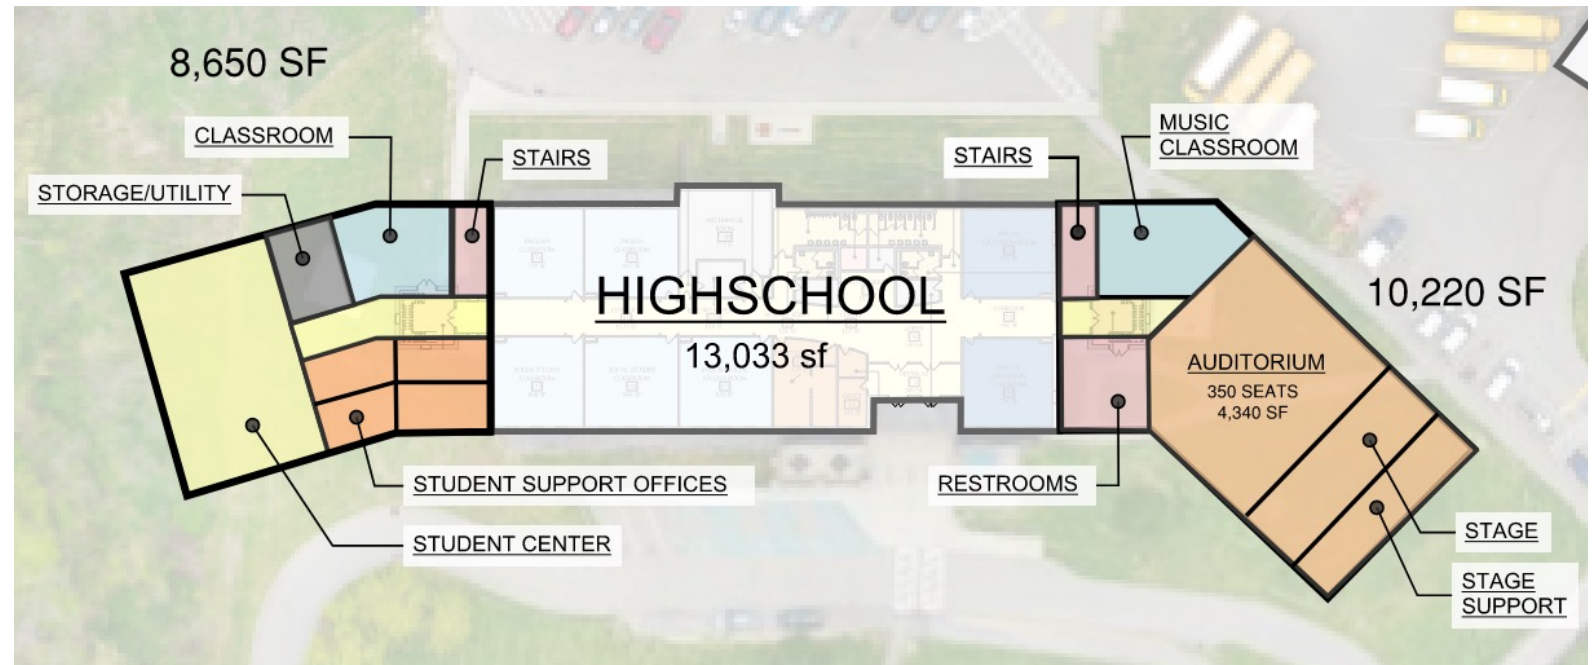 8,650 SF
CLASSROOM
STAIRS
STORAGE/UTILITY
STAIRS
MUSIC
CLASSROOM
HIGHSCHOOL
13,033 sf
10,220 SF
AUDITORIUM
350 SEATS
4,340 SF
STUDENT SUPPORT OFFICES
STUDENT CENTER
RESTROOMS
STAGE
STAGE
SUPPORT